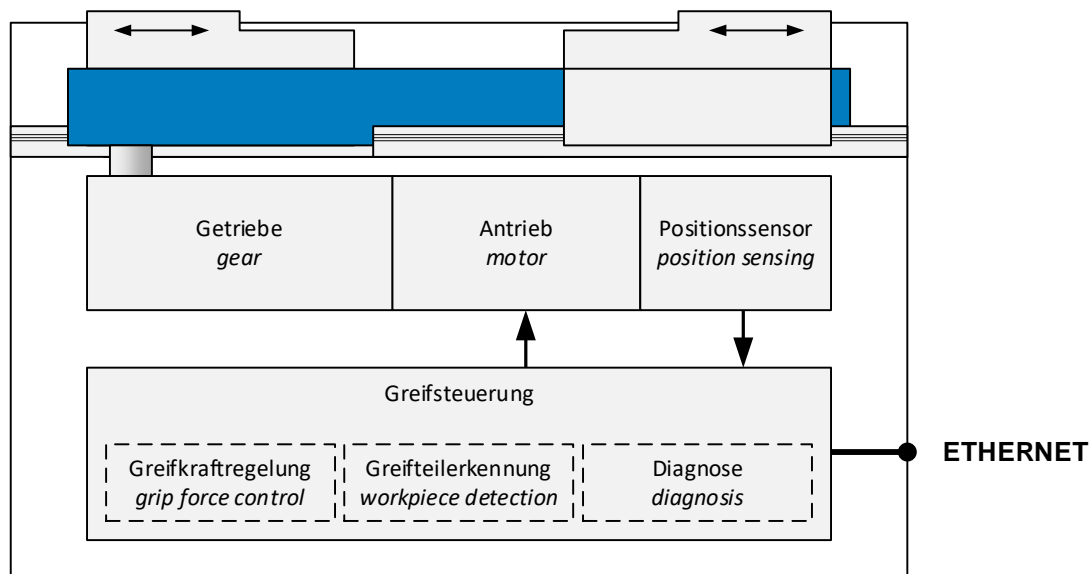 Getriebe
gear
Antrieb
motor
Positionssensor
position sensing
Greifsteuerung
Greifkraftregelung
grip force control
Greifteilerkennung
workpiece detection
Diagnose
diagnosis
ETHERNET